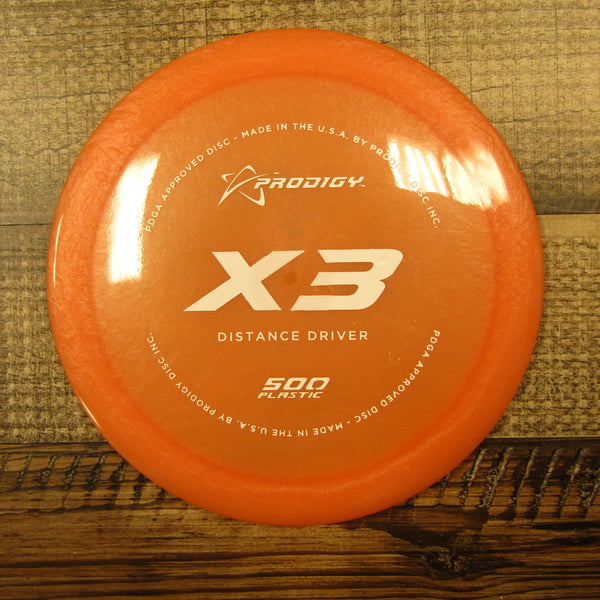 PDGA APPROVED DISC - MADE IN THE U.S.A. BY PRODIGY DISC INC.
PRODIGY™
X3
DISTANCE DRIVER
500
PLASTIC
PDGA APPROVED DISC - MADE IN THE U.S.A. BY PRODIGY DISC INC.